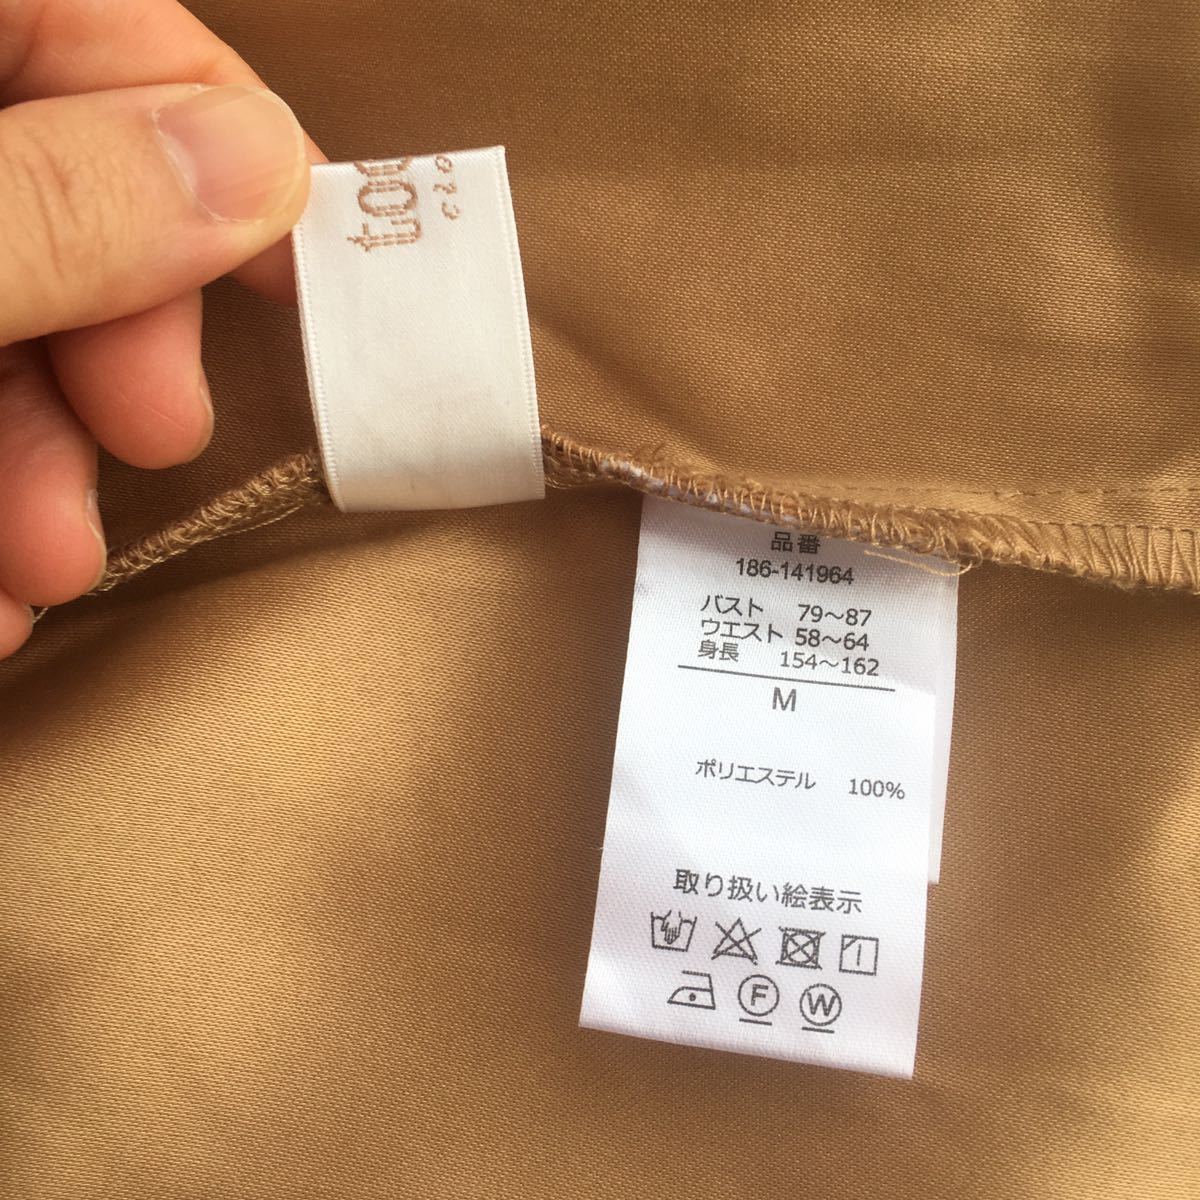 品番
186-141964
バスト 79～87
ウエスト 58～64
身長 154～162
M
ポリエステル 100%
取り扱い絵表示
F W